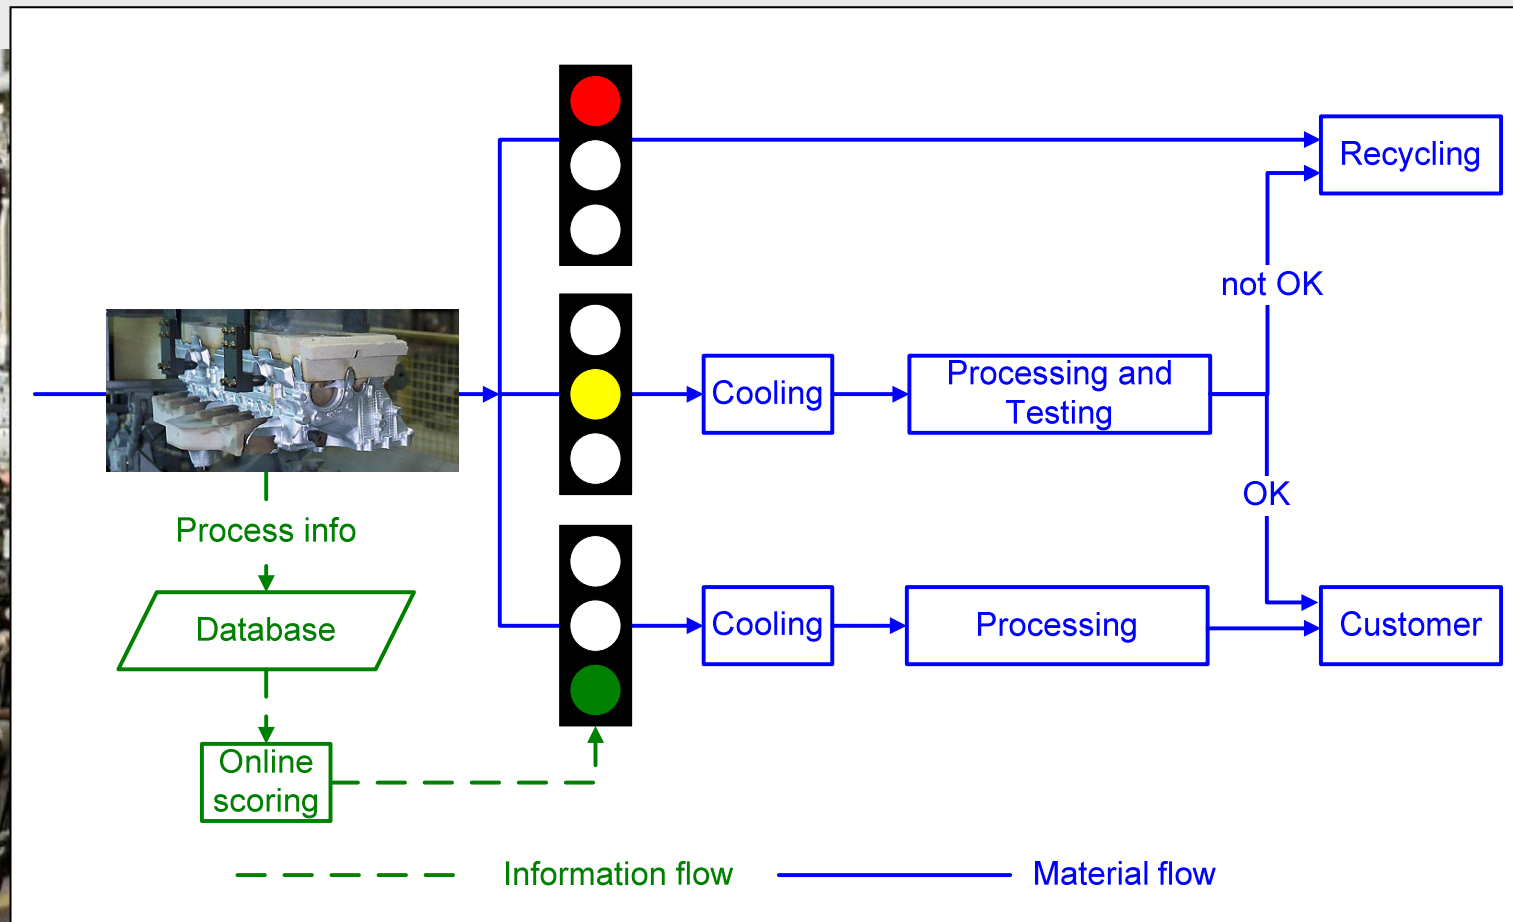 Recycling
not OK
Cooling
Processing and
Testing
OK
Process info
Database
Cooling
Processing
Customer
Online
scoring
Information flow
Material flow